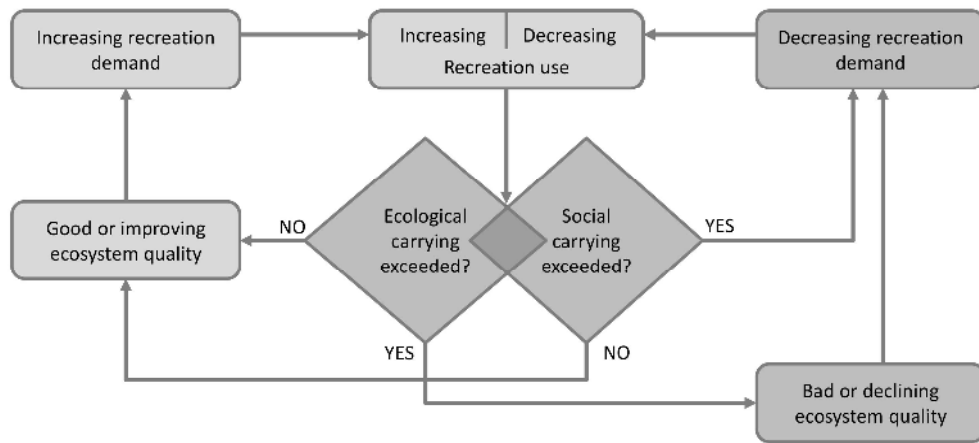 Increasing recreation
demand
Increasing
Decreasing
Recreation use
Decreasing recreation
demand
Good or improving
ecosystem quality
NO
Ecological
carrying
exceeded?
Social
carrying
exceeded?
YES
YES
NO
Bad or declining
ecosystem quality